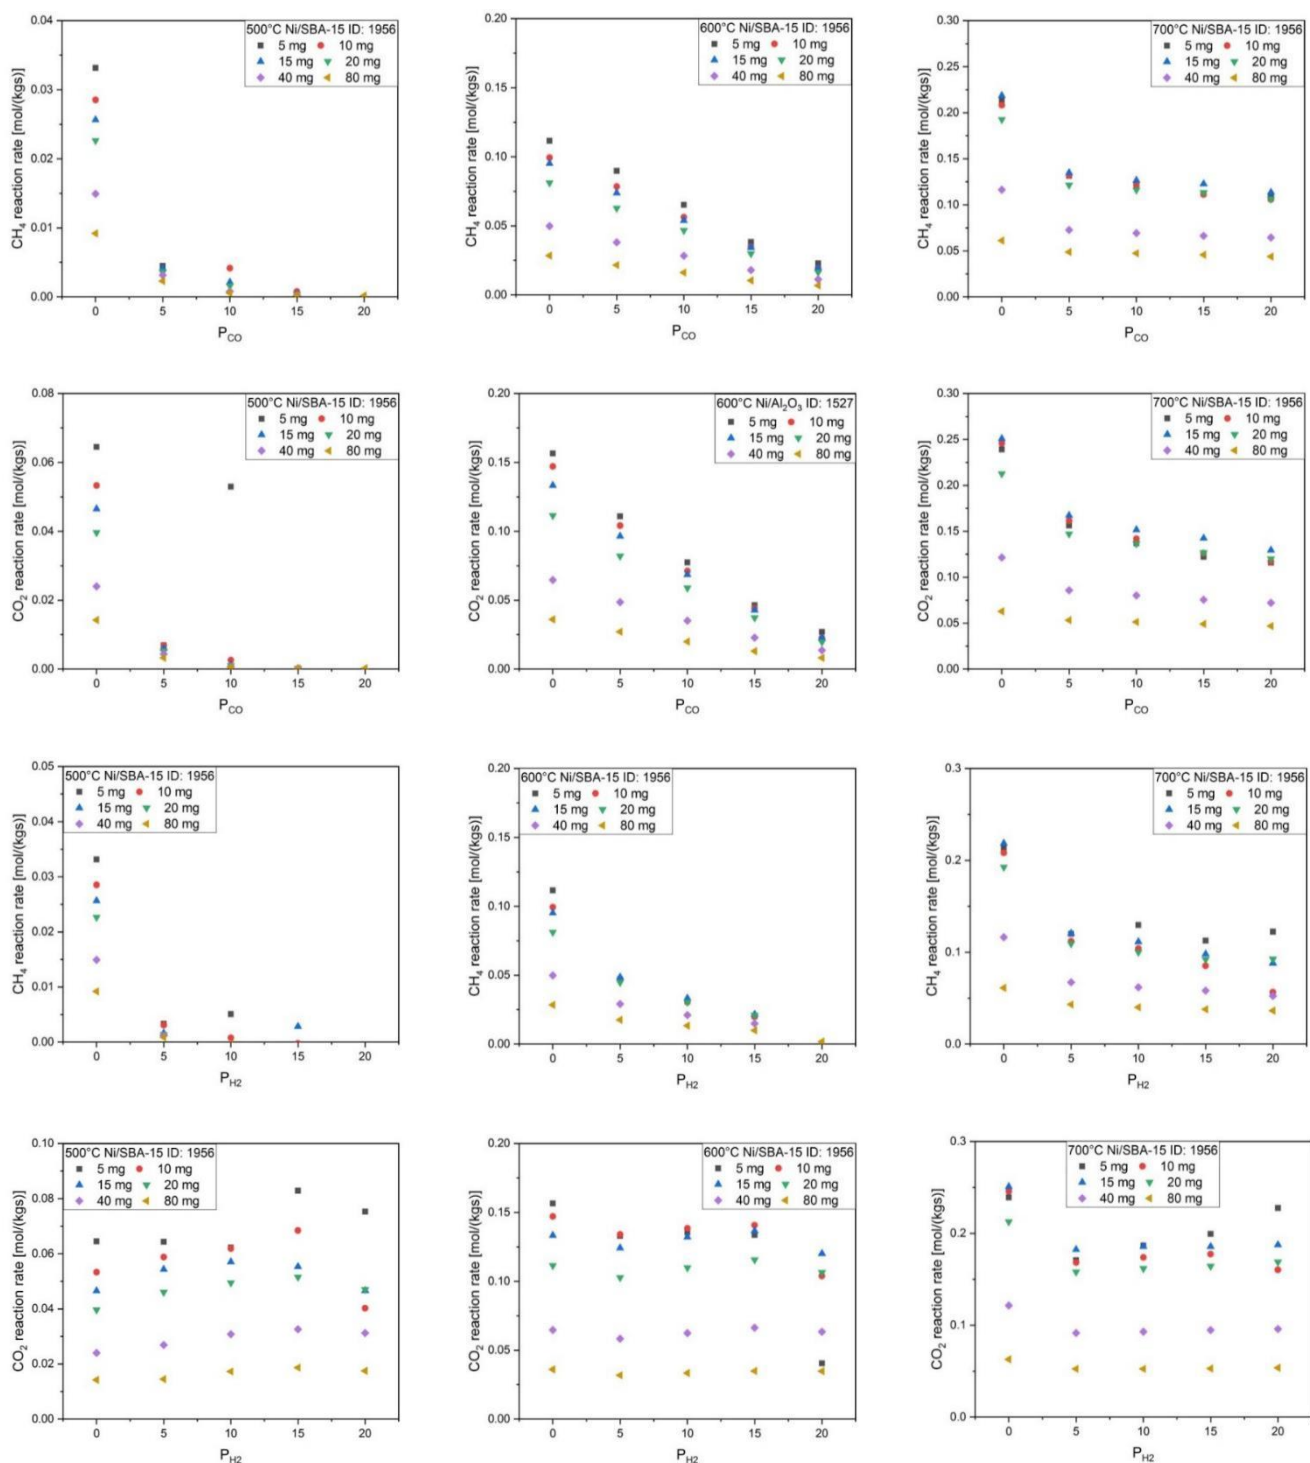 500°C Ni/SBA-15 ID: 1956
5 mg 10 mg
15 mg 20 mg
40 mg 80 mg
CH₄ reaction rate [mol/(kgs)]
0.04
0.03
0.02
0.01
0.00
0 5 10 15 20
P_CO
600°C Ni/SBA-15 ID: 1956
5 mg 10 mg
15 mg 20 mg
40 mg 80 mg
CH₄ reaction rate [mol/(kgs)]
0.20
0.15
0.10
0.05
0.00
0 5 10 15 20
P_CO
700°C Ni/SBA-15 ID: 1956
5 mg 10 mg
15 mg 20 mg
40 mg 80 mg
CH₄ reaction rate [mol/(kgs)]
0.30
0.25
0.20
0.15
0.10
0.05
0.00
0 5 10 15 20
P_CO
500°C Ni/SBA-15 ID: 1956
5 mg 10 mg
15 mg 20 mg
40 mg 80 mg
CO₂ reaction rate [mol/(kgs)]
0.08
0.06
0.04
0.02
0.00
0 5 10 15 20
P_CO
600°C Ni/Al₂O₃ ID: 1527
5 mg 10 mg
15 mg 20 mg
40 mg 80 mg
CO₂ reaction rate [mol/(kgs)]
0.20
0.15
0.10
0.05
0.00
0 5 10 15 20
P_CO
700°C Ni/SBA-15 ID: 1956
5 mg 10 mg
15 mg 20 mg
40 mg 80 mg
CO₂ reaction rate [mol/(kgs)]
0.30
0.25
0.20
0.15
0.10
0.05
0.00
0 5 10 15 20
P_CO
500°C Ni/SBA-15 ID: 1956
5 mg 10 mg
15 mg 20 mg
40 mg 80 mg
CH₄ reaction rate [mol/(kgs)]
0.05
0.04
0.03
0.02
0.01
0.00
0 5 10 15 20
P_H2
600°C Ni/SBA-15 ID: 1956
5 mg 10 mg
15 mg 20 mg
40 mg 80 mg
CH₄ reaction rate [mol/(kgs)]
0.20
0.15
0.10
0.05
0.00
0 5 10 15 20
P_H2
700°C Ni/SBA-15 ID: 1956
5 mg 10 mg
15 mg 20 mg
40 mg 80 mg
CH₄ reaction rate [mol/(kgs)]
0.3
0.2
0.1
0.0
0 5 10 15 20
P_H2
500°C Ni/SBA-15 ID: 1956
5 mg 10 mg
15 mg 20 mg
40 mg 80 mg
CO₂ reaction rate [mol/(kgs)]
0.10
0.08
0.06
0.04
0.02
0.00
0 5 10 15 20
P_H2
600°C Ni/SBA-15 ID: 1956
5 mg 10 mg
15 mg 20 mg
40 mg 80 mg
CO₂ reaction rate [mol/(kgs)]
0.20
0.15
0.10
0.05
0.00
0 5 10 15 20
P_H2
700°C Ni/SBA-15 ID: 1956
5 mg 10 mg
15 mg 20 mg
40 mg 80 mg
CO₂ reaction rate [mol/(kgs)]
0.3
0.2
0.1
0.0
0 5 10 15 20
P_H2